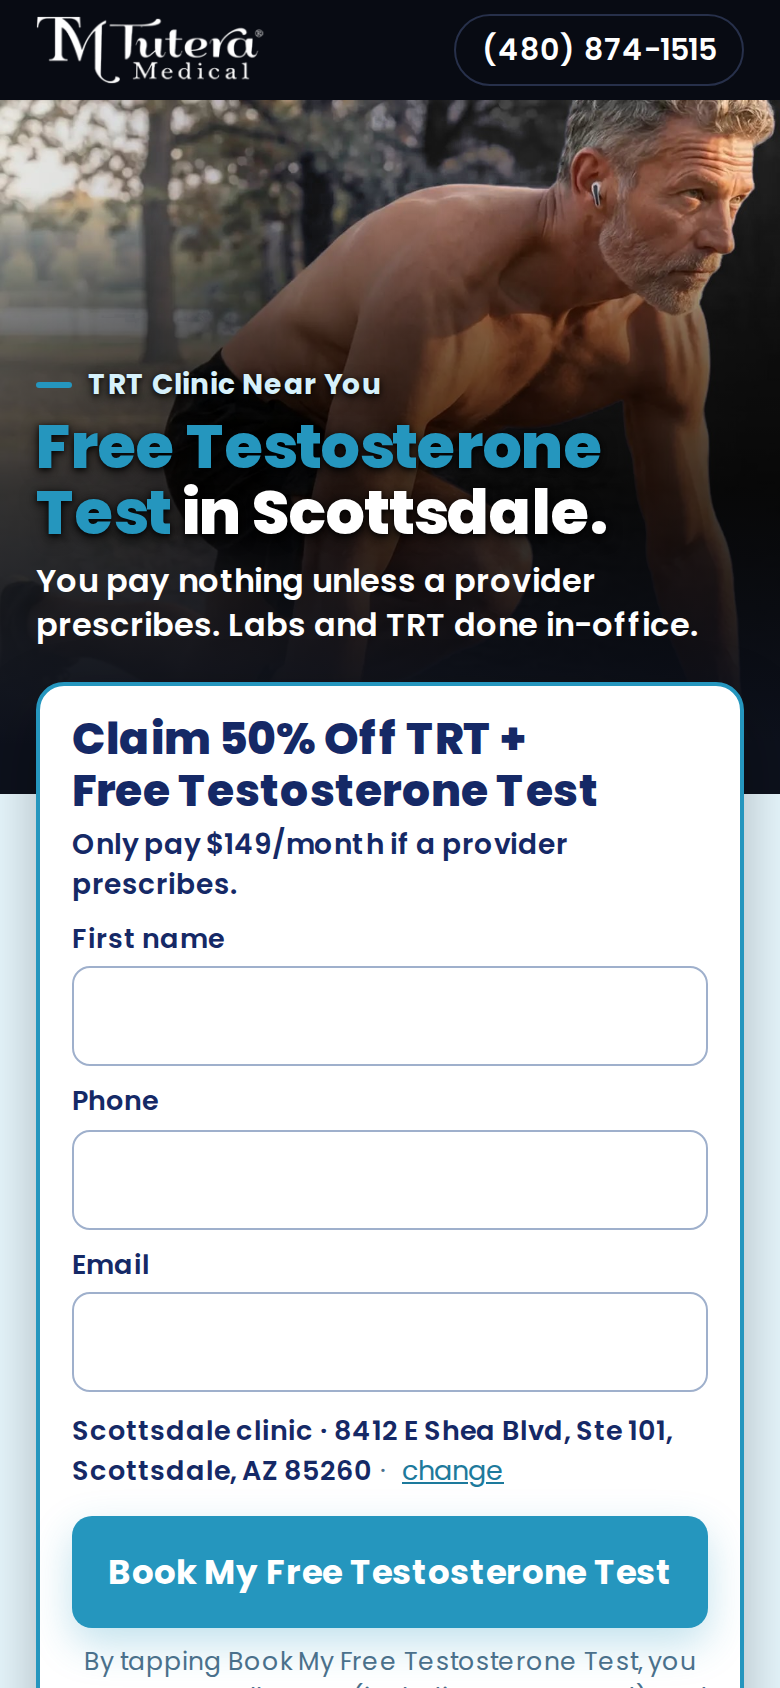 TM Tutera®
Medical
(480) 874-1515
TRT Clinic Near You
Free Testosterone
Test in Scottsdale.
You pay nothing unless a provider
prescribes. Labs and TRT done in-office.
Claim 50% Off TRT +
Free Testosterone Test
Only pay $149/month if a provider
prescribes.
First name
Phone
Email
Scottsdale clinic · 8412 E Shea Blvd, Ste 101,
Scottsdale, AZ 85260 · change
Book My Free Testosterone Test
By tapping Book My Free Testosterone Test, you